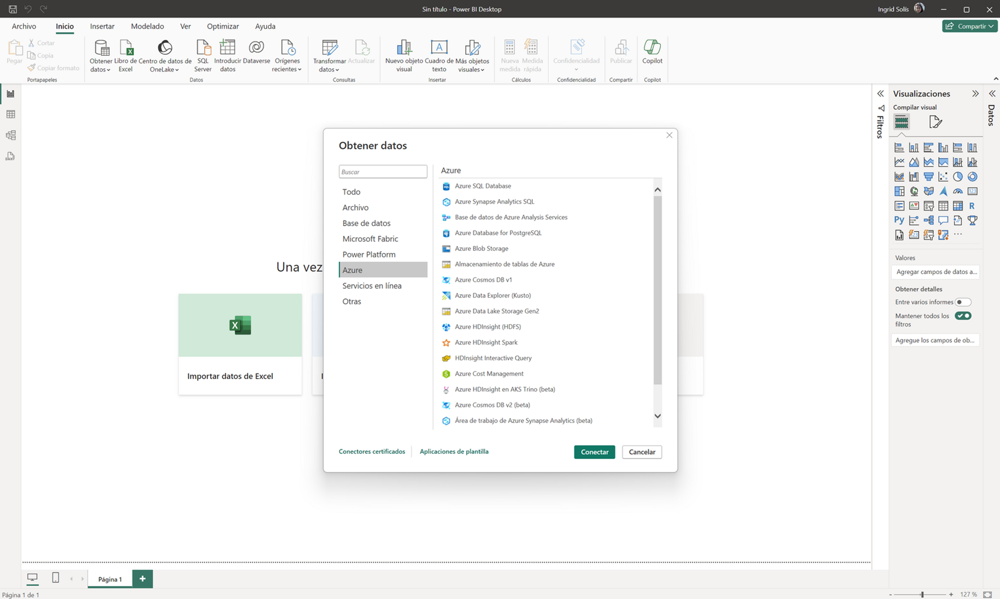 Sin título - Power BI Desktop
Ingrid Solís
Archivo
Inicio
Insertar
Modelado
Ver
Optimizar
Ayuda
Compartir
Pegar
Cortar
Copia
Copiar formato
Portapapeles
Obtener datos
Libro de Excel
Centro de datos de OneLake
SQL Server
Introducir datos
Dataverse
Orígenes recientes
Datos
Transformar datos
Actualizar
Consultas
Nuevo objeto visual
Cuadro de texto
Más objetos visuales
Insertar
Nueva medida
Medida rápida
Cálculos
Confidencialidad
Confidencialidad
Publicar
Compartir
Copilot
Copilot
DAX
Una vez
Importar datos de Excel
Obtener datos
Buscar
Todo
Archivo
Base de datos
Microsoft Fabric
Power Platform
Azure
Servicios en línea
Otras
Azure
Azure SQL Database
Azure Synapse Analytics SQL
Base de datos de Azure Analysis Services
Azure Database for PostgreSQL
Azure Blob Storage
Almacenamiento de tablas de Azure
Azure Cosmos DB v1
Azure Data Explorer (Kusto)
Azure Data Lake Storage Gen2
Azure HDInsight (HDFS)
Azure HDInsight Spark
HDInsight Interactive Query
Azure Cost Management
Azure HDInsight en AKS Trino (beta)
Azure Cosmos DB v2 (beta)
Área de trabajo de Azure Synapse Analytics (beta)
Conectores certificados
Aplicaciones de plantilla
Conectar
Cancelar
Filtros
Visualizaciones
Compilar visual
123
R
Py
Valores
Agregar campos de datos a...
Obtener detalles
Entre varios informes
Mantener todos los
filtros
Agregue los campos de ob...
Datos
Página 1
Página 1 de 1
127 %